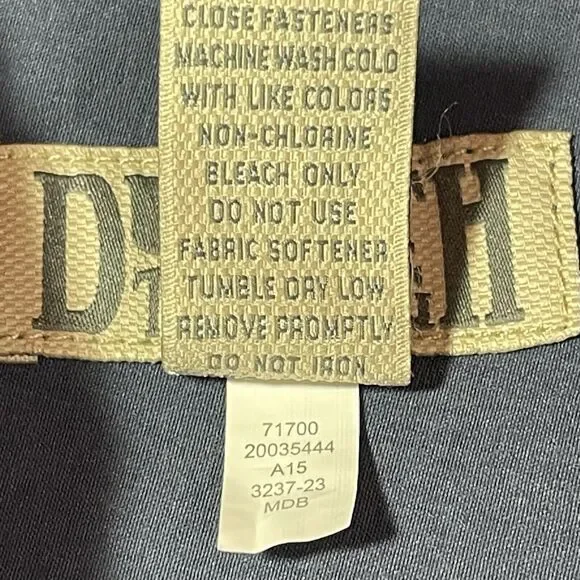 CLOSE FASTENERS
MACHINE WASH COLD
WITH LIKE COLORS
NON-CHLORINE
BLEACH ONLY
DO NOT USE
FABRIC SOFTENER
TUMBLE DRY LOW
REMOVE PROMPTLY
DO NOT IRON
71700
20035444
A15
3237-23
MDB